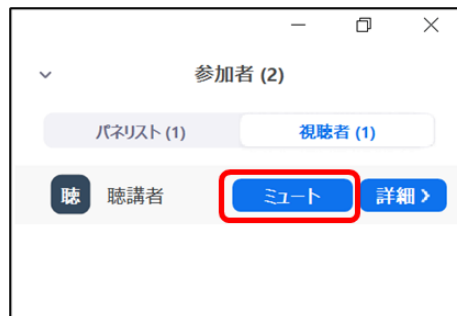 参加者 (2)
パネリスト (1) 視聴者 (1)
聴 聴講者 ミュート 詳細 >